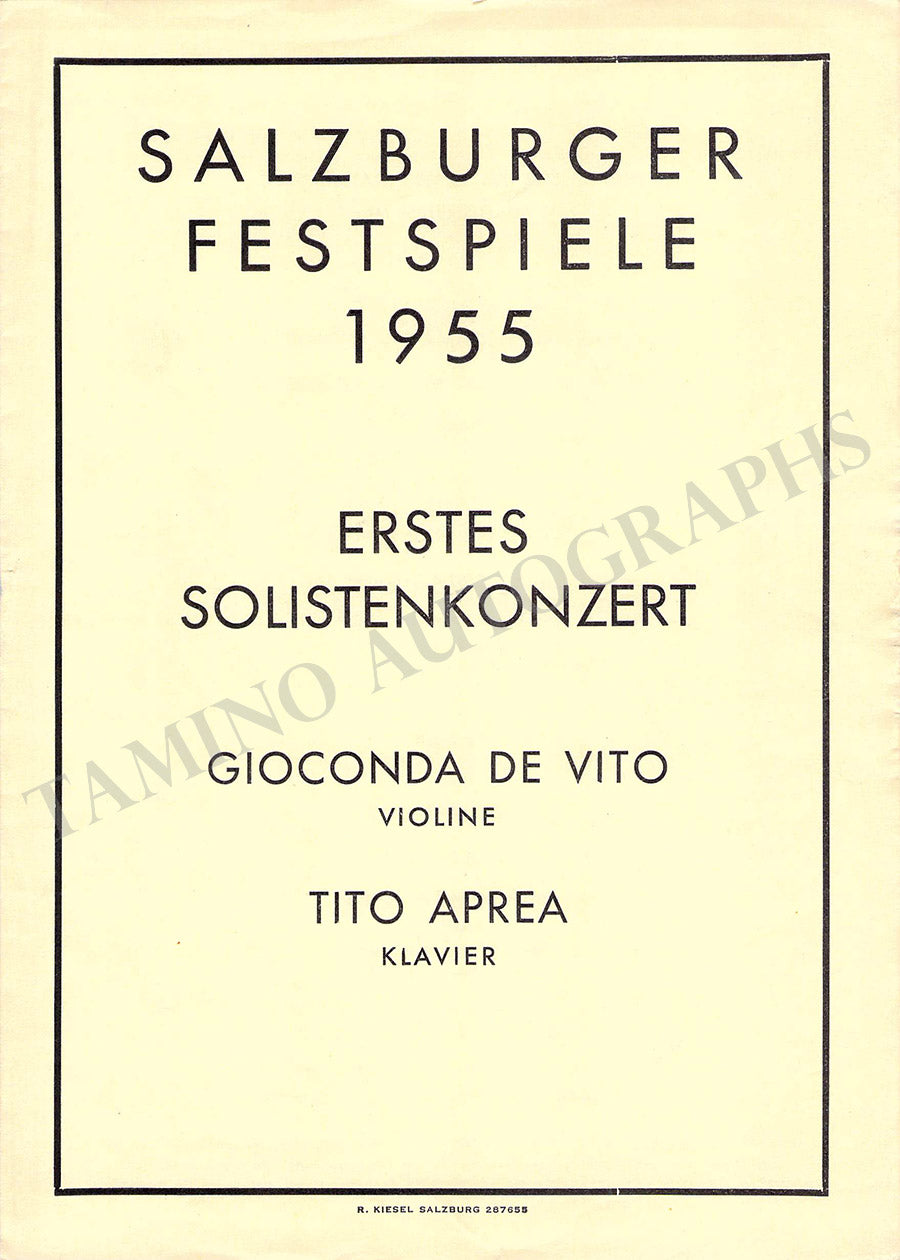 SALZBURGER
FESTSPIELE
1955
ERSTES
SOLISTENKONZERT
TAMINO AUTOGRAPHS
GIOCONDA DE VITO
VIOLINE
TITO APREA
KLAVIER
R. KIESEL SALZBURG 287655